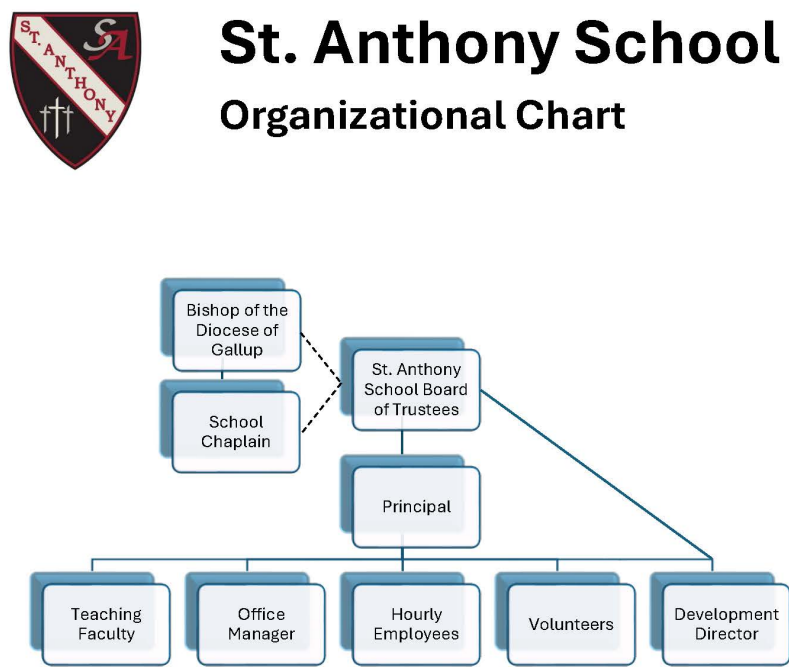 SA
ST. ANTHONY
St. Anthony School
Organizational Chart
Bishop of the
Diocese of
Gallup
St. Anthony
School Board
of Trustees
School
Chaplain
Principal
Teaching
Faculty
Office
Manager
Hourly
Employees
Volunteers
Development
Director